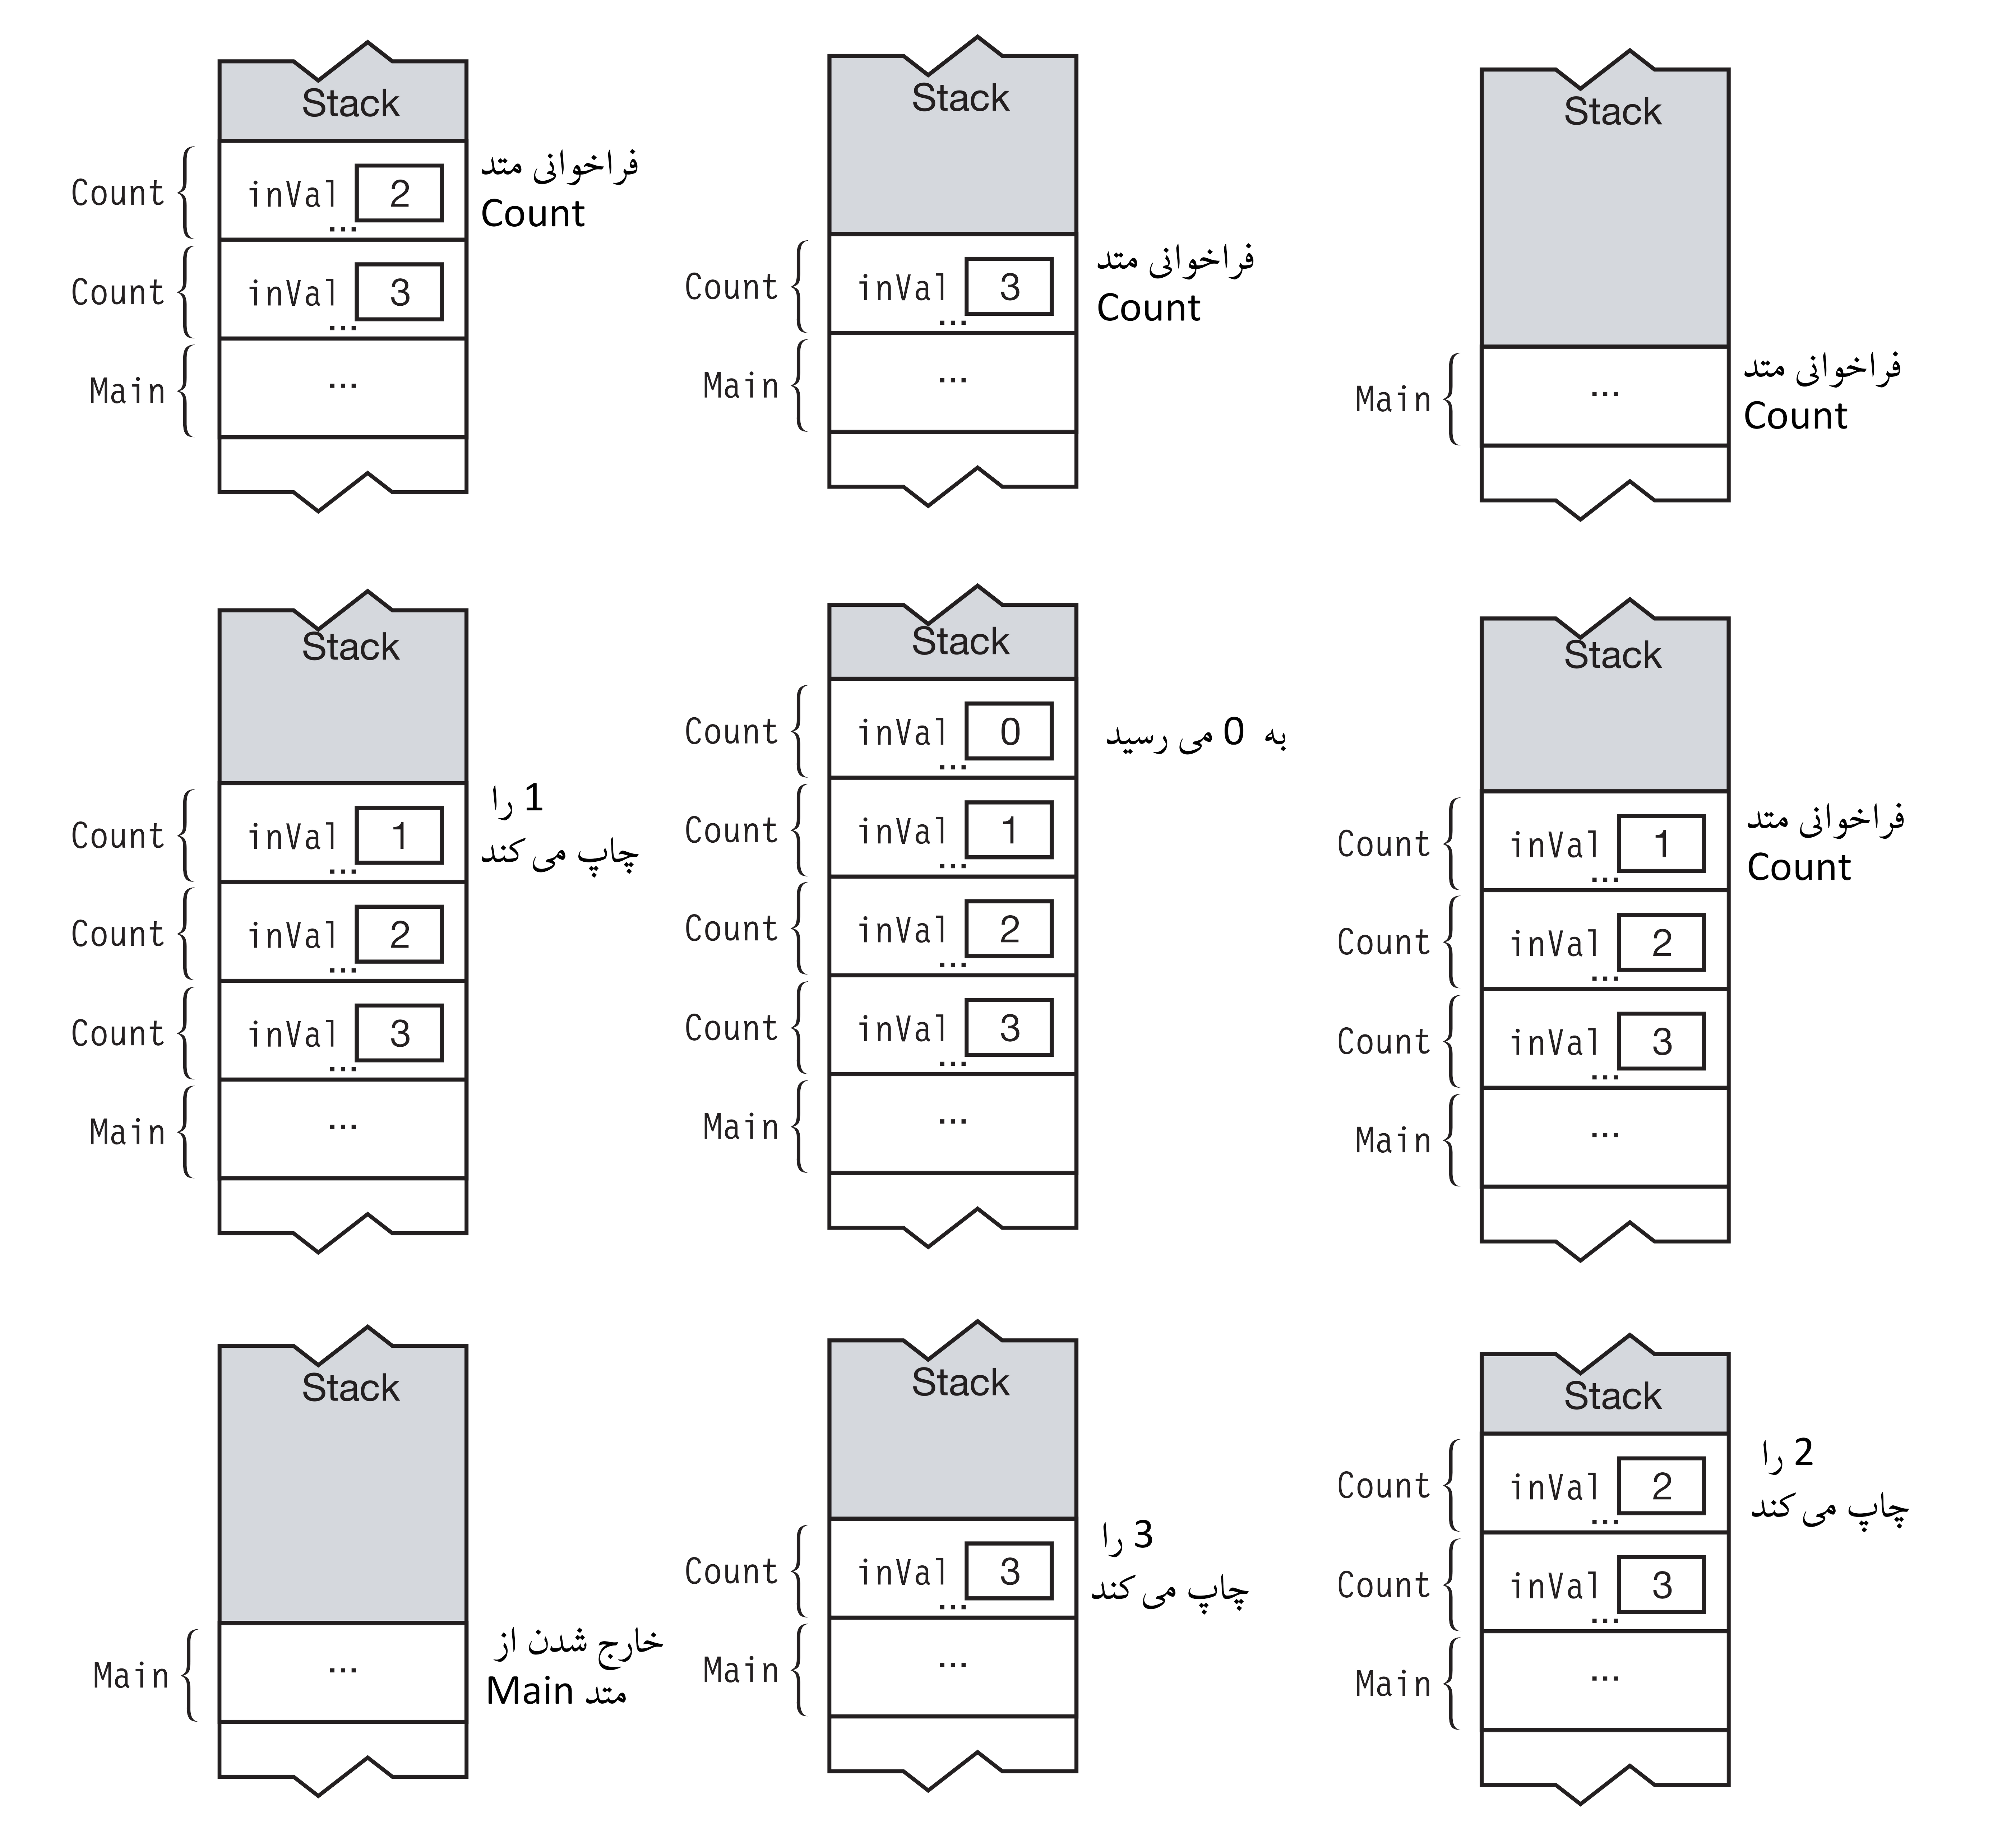 Stack
Main
...
فراخوانی متد
Count
Stack
Count
inVal 3
...
فراخوانی متد
Count
Main
...
Stack
Count
inVal 2
...
فراخوانی متد
Count
Count
inVal 3
...
Main
...
Stack
Count
inVal 1
...
فراخوانی متد
Count
Count
inVal 2
...
Count
inVal 3
...
Main
...
Stack
Count
inVal 0
...
به 0 می رسید
Count
inVal 1
...
Count
inVal 2
...
Count
inVal 3
...
Main
...
Stack
Count
inVal 1
...
1 را
چاپ می کند
Count
inVal 2
...
Count
inVal 3
...
Main
...
Stack
Count
inVal 2
...
2 را
چاپ می کند
Count
inVal 3
...
Main
...
Stack
Count
inVal 3
...
3 را
چاپ می کند
Main
...
Stack
Main
...
خارج شدن از
متد Main